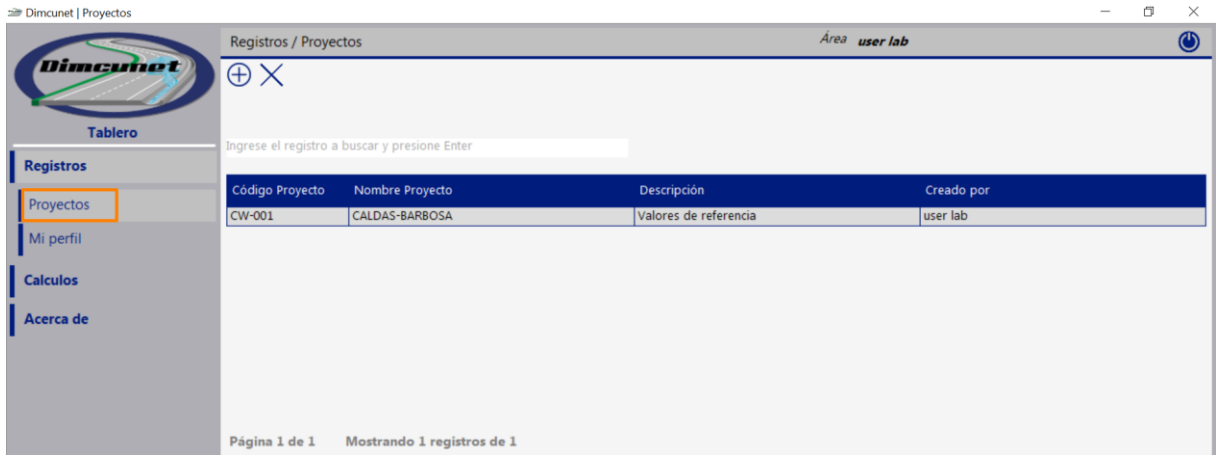 Dimcunet | Proyectos
Dimcunet
Tablero
Registros
Proyectos
Mi perfil
Calculos
Acerca de
Registros / Proyectos
Área user lab
Ingrese el registro a buscar y presione Enter
Código Proyecto Nombre Proyecto Descripción Creado por
CW-001 CALDAS-BARBOSA Valores de referencia user lab
Página 1 de 1 Mostrando 1 registros de 1